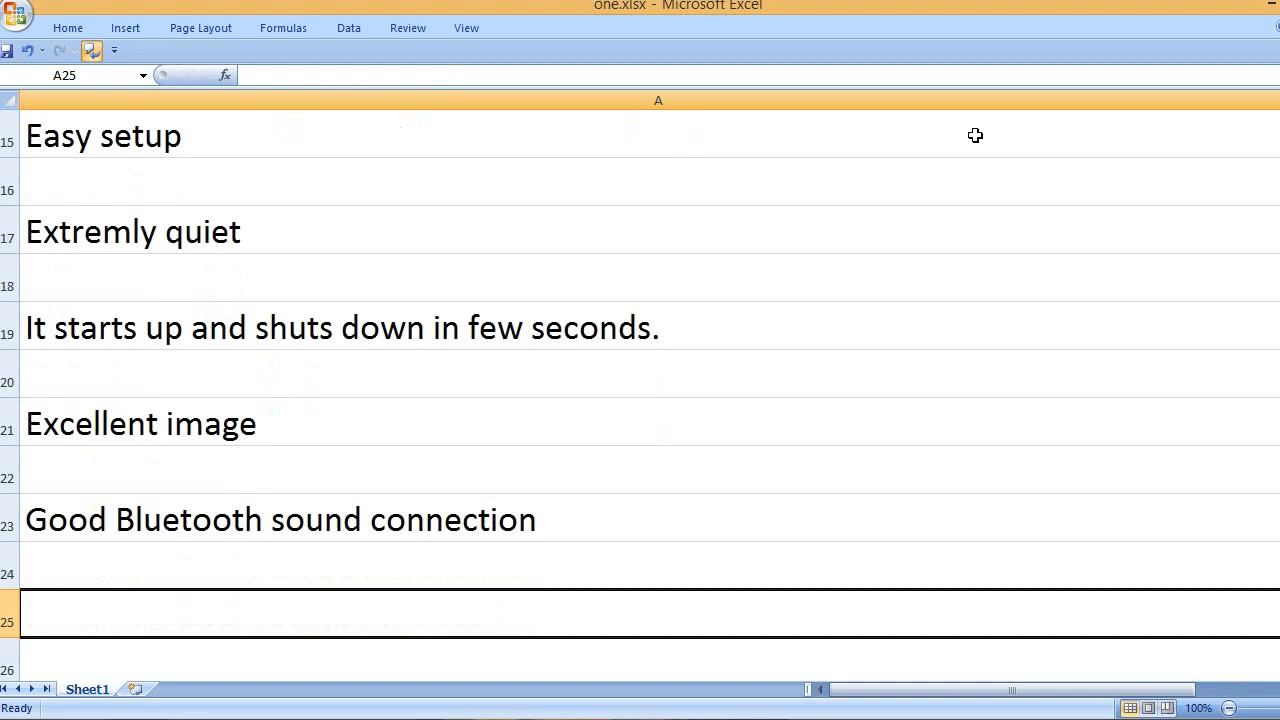 one.xlsx - Microsoft Excel
Home Insert Page Layout Formulas Data Review View
A25 fx
A
15 Easy setup
16
17 Extremly quiet
18
19 It starts up and shuts down in few seconds.
20
21 Excellent image
22
23 Good Bluetooth sound connection
24
25
26
Sheet1
Ready 100%